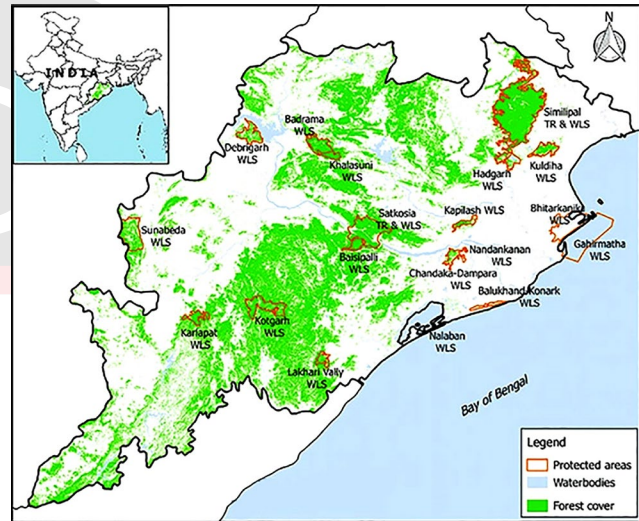 INDIA
N
Similipal
TR & WLS
Badrama
WLS
Debrigarh
WLS
Khalasuni
WLS
Hadgarh
WLS
Kuldiha
WLS
Bhitarkanika
WLS
Gahirmatha
WLS
Kapilash WLS
Satkosia
TR & WLS
Sunabeda
WLS
Baisipalli
WLS
Nandankanan
WLS
Chandaka-Dampara
WLS
Balukhand Konark
WLS
Karlapat
WLS
Kotgarh
WLS
Nalaban
WLS
Lakhari Vally
WLS
Bay of Bengal
Legend
Protected areas
Waterbodies
Forest cover